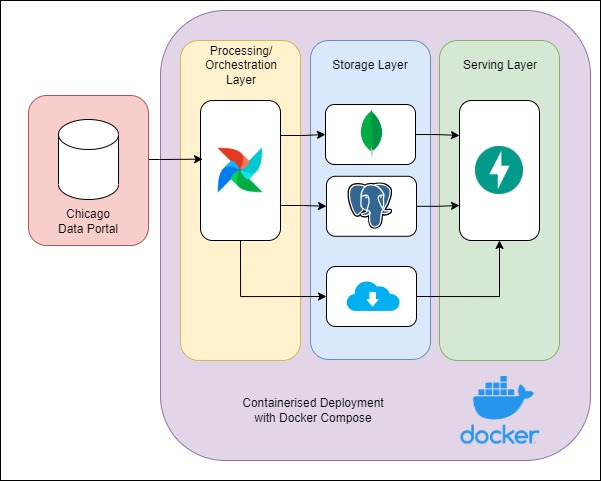 Processing/
Orchestration
Layer
Storage Layer
Serving Layer
Chicago
Data Portal
Containerised Deployment
with Docker Compose
docker